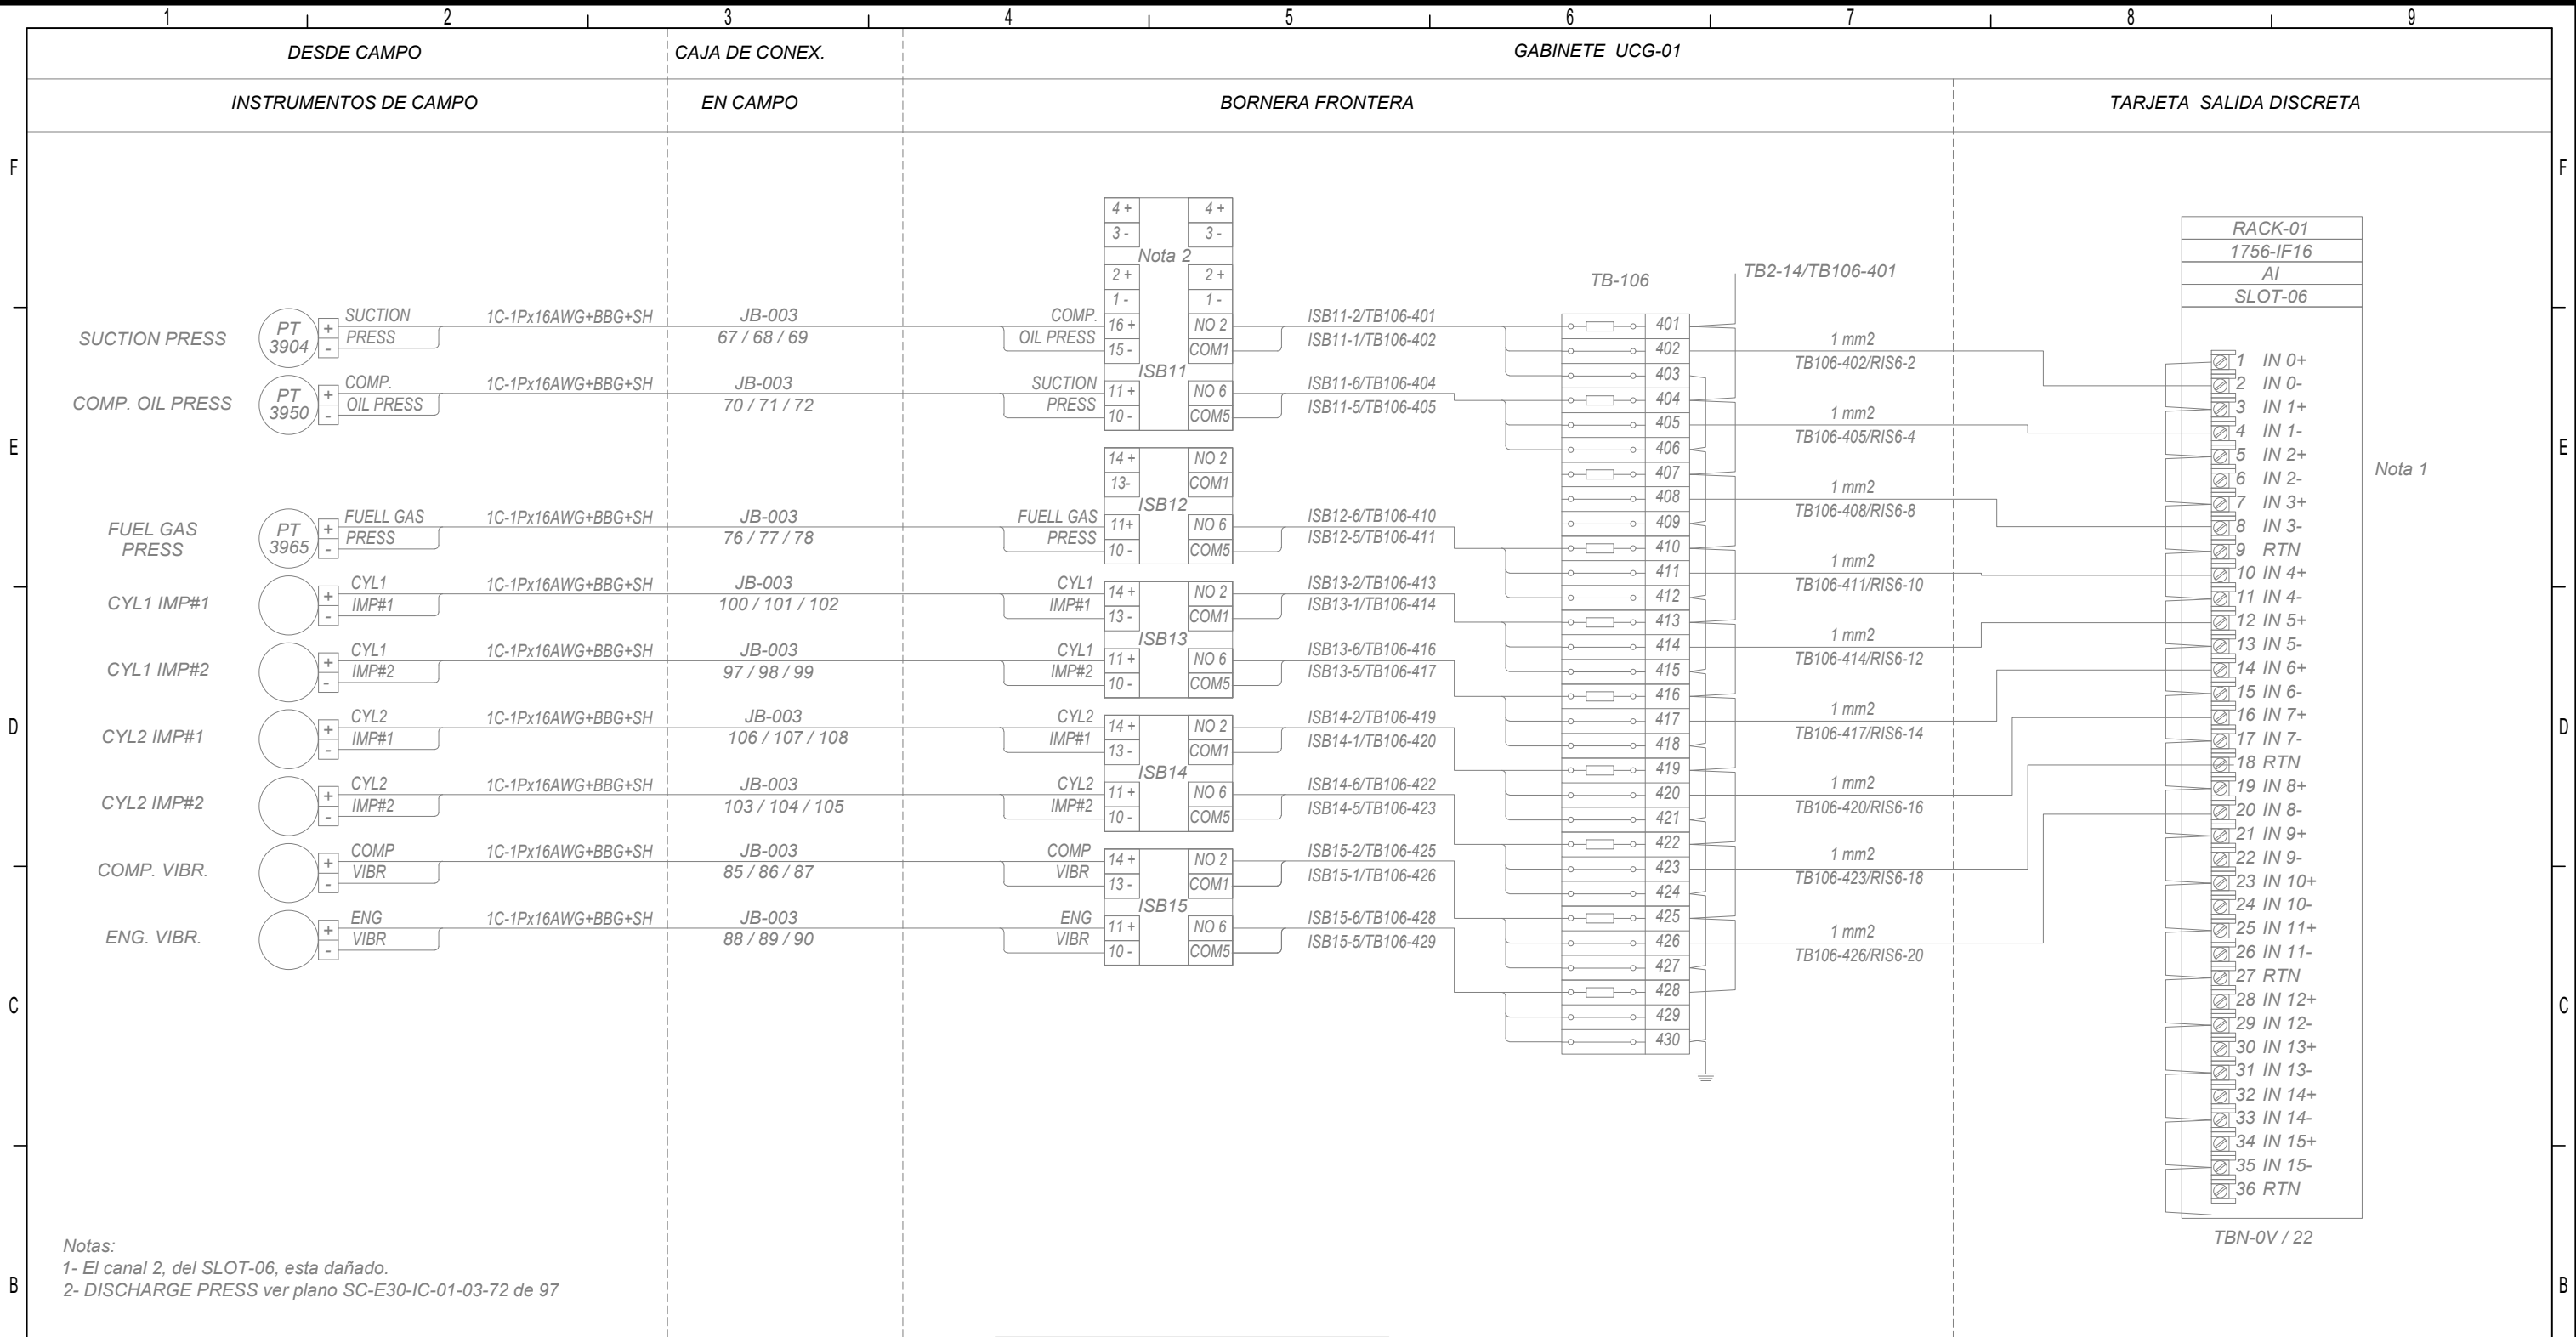 1 2 3 4 5 6 7 8 9
DESDE CAMPO
CAJA DE CONEX.
GABINETE UCG-01
INSTRUMENTOS DE CAMPO
EN CAMPO
BORNERA FRONTERA
TARJETA SALIDA DISCRETA
F
F
E
E
D
D
C
C
B
B
SUCTION PRESS
PT
3904
+
-
SUCTION
PRESS
1C-1Px16AWG+BBG+SH
JB-003
67 / 68 / 69
COMP.
OIL PRESS
COMP. OIL PRESS
PT
3950
+
-
COMP.
OIL PRESS
1C-1Px16AWG+BBG+SH
JB-003
70 / 71 / 72
SUCTION
PRESS
FUEL GAS
PRESS
PT
3965
+
-
FUELL GAS
PRESS
1C-1Px16AWG+BBG+SH
JB-003
76 / 77 / 78
FUELL GAS
PRESS
CYL1 IMP#1
+
-
CYL1
IMP#1
1C-1Px16AWG+BBG+SH
JB-003
100 / 101 / 102
CYL1
IMP#1
CYL1 IMP#2
+
-
CYL1
IMP#2
1C-1Px16AWG+BBG+SH
JB-003
97 / 98 / 99
CYL1
IMP#2
CYL2 IMP#1
+
-
CYL2
IMP#1
1C-1Px16AWG+BBG+SH
JB-003
106 / 107 / 108
CYL2
IMP#1
CYL2 IMP#2
+
-
CYL2
IMP#2
1C-1Px16AWG+BBG+SH
JB-003
103 / 104 / 105
CYL2
IMP#2
COMP. VIBR.
+
-
COMP
VIBR
1C-1Px16AWG+BBG+SH
JB-003
85 / 86 / 87
COMP
VIBR
ENG. VIBR.
+
-
ENG
VIBR
1C-1Px16AWG+BBG+SH
JB-003
88 / 89 / 90
ENG
VIBR
4 + 4 +
3 - 3 -
Nota 2
2 + 2 +
1 - 1 -
16 + NO 2
15 - COM1
ISB11
11 + NO 6
10 - COM5
14 + NO 2
13- COM1
ISB12
11+ NO 6
10 - COM5
14 + NO 2
13 - COM1
ISB13
11 + NO 6
10 - COM5
14 + NO 2
13 - COM1
ISB14
11 + NO 6
10 - COM5
14 + NO 2
13 - COM1
ISB15
11 + NO 6
10 - COM5
ISB11-2/TB106-401
ISB11-1/TB106-402
ISB11-6/TB106-404
ISB11-5/TB106-405
ISB12-6/TB106-410
ISB12-5/TB106-411
ISB13-2/TB106-413
ISB13-1/TB106-414
ISB13-6/TB106-416
ISB13-5/TB106-417
ISB14-2/TB106-419
ISB14-1/TB106-420
ISB14-6/TB106-422
ISB14-5/TB106-423
ISB15-2/TB106-425
ISB15-1/TB106-426
ISB15-6/TB106-428
ISB15-5/TB106-429
TB-106
401
402
403
404
405
406
407
408
409
410
411
412
413
414
415
416
417
418
419
420
421
422
423
424
425
426
427
428
429
430
TB2-14/TB106-401
1 mm2
TB106-402/RIS6-2
1 mm2
TB106-405/RIS6-4
1 mm2
TB106-408/RIS6-8
1 mm2
TB106-411/RIS6-10
1 mm2
TB106-414/RIS6-12
1 mm2
TB106-417/RIS6-14
1 mm2
TB106-420/RIS6-16
1 mm2
TB106-423/RIS6-18
1 mm2
TB106-426/RIS6-20
RACK-01
1756-IF16
AI
SLOT-06
1 IN 0+
2 IN 0-
3 IN 1+
4 IN 1-
5 IN 2+
6 IN 2-
7 IN 3+
8 IN 3-
9 RTN
10 IN 4+
11 IN 4-
12 IN 5+
13 IN 5-
14 IN 6+
15 IN 6-
16 IN 7+
17 IN 7-
18 RTN
19 IN 8+
20 IN 8-
21 IN 9+
22 IN 9-
23 IN 10+
24 IN 10-
25 IN 11+
26 IN 11-
27 RTN
28 IN 12+
29 IN 12-
30 IN 13+
31 IN 13-
32 IN 14+
33 IN 14-
34 IN 15+
35 IN 15-
36 RTN
Nota 1
TBN-0V / 22
Notas:
1- El canal 2, del SLOT-06, esta dañado.
2- DISCHARGE PRESS ver plano SC-E30-IC-01-03-72 de 97